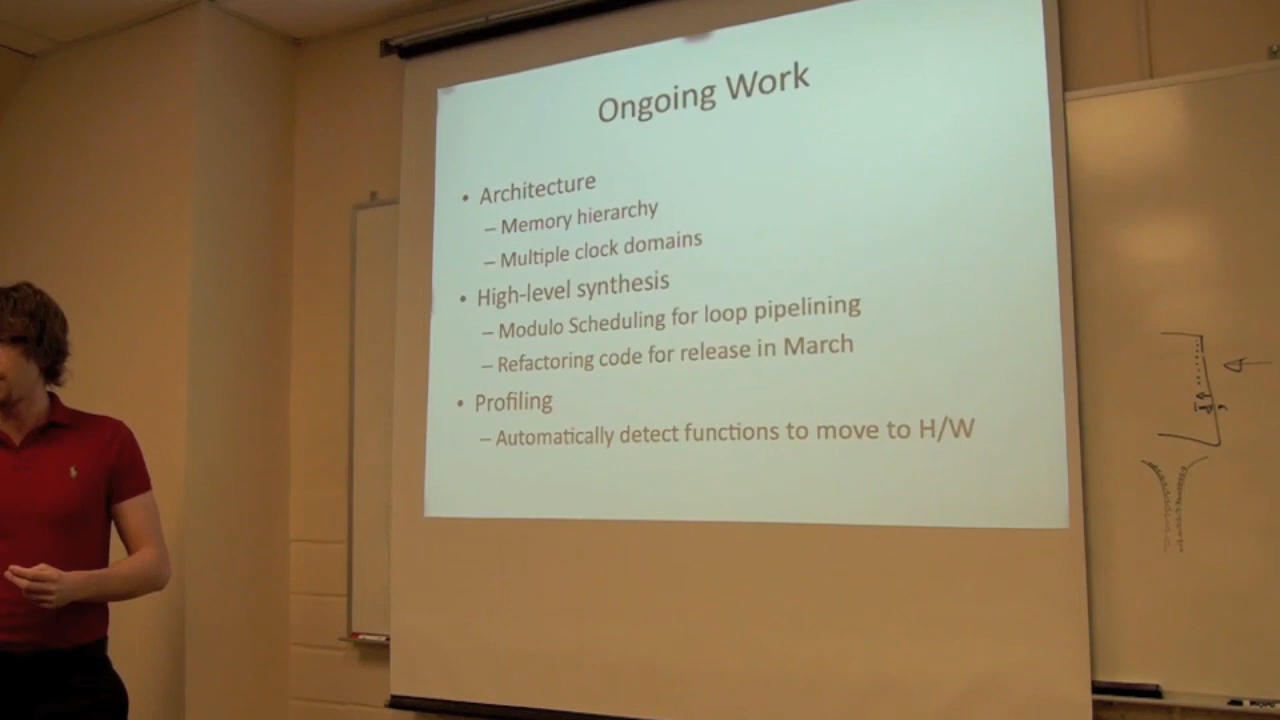 Ongoing Work
• Architecture
– Memory hierarchy
– Multiple clock domains
• High-level synthesis
– Modulo Scheduling for loop pipelining
– Refactoring code for release in March
• Profiling
– Automatically detect functions to move to H/W